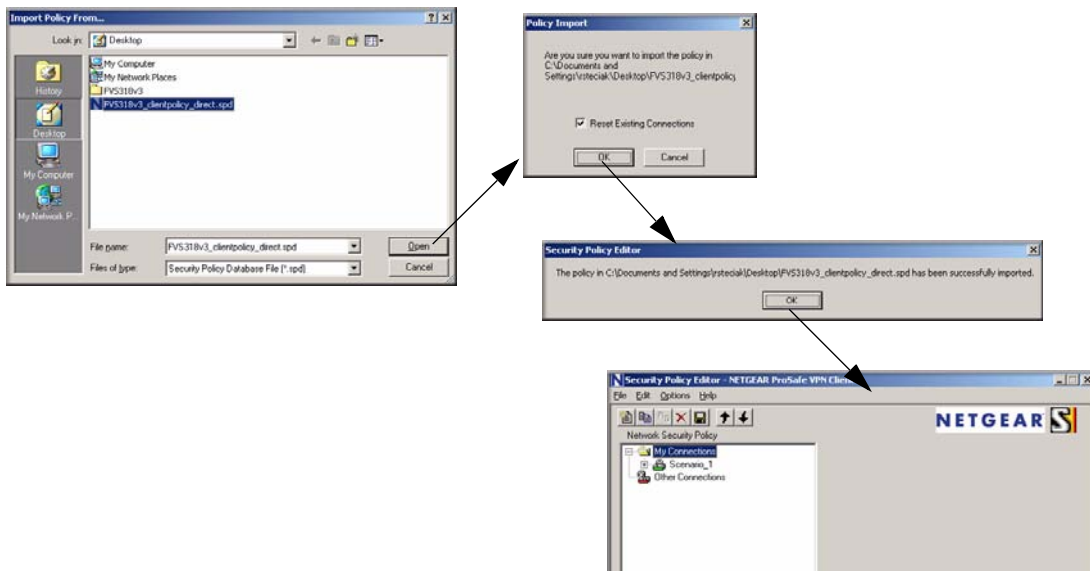 Import Policy From...
Look in:
Desktop
History
Desktop
My Computer
My Network P...
My Computer
My Network Places
FVS318v3
FVS318v3_clientpolicy_direct.spd
File name:
FVS318v3_clientpolicy_direct.spd
Open
Files of type:
Security Policy Database File (*.spd)
Cancel
Policy Import
Are you sure you want to import the policy in
C:\Documents and
Settings\rsteciak\Desktop\FVS318v3_clientpolicy
Reset Existing Connections
OK
Cancel
Security Policy Editor
The policy in C:\Documents and Settings\rsteciak\Desktop\FVS318v3_clientpolicy_direct.spd has been successfully imported.
OK
Security Policy Editor - NETGEAR ProSafe VPN Clien
File Edit Options Help
NETGEAR
Network Security Policy
My Connections
Scenario_1
Other Connections